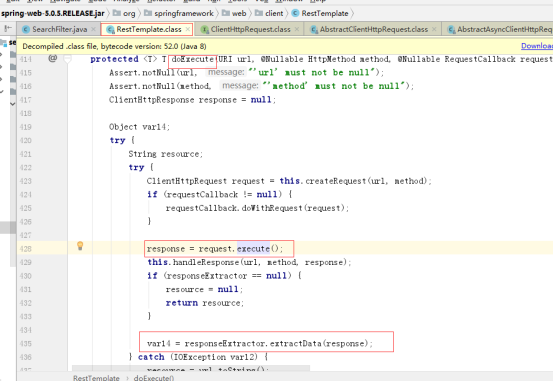 spring-web-5.0.5.RELEASE.jar org springframework web client RestTemplate
SearchFilter.java RestTemplate.class ClientHttpRequest.class AbstractClientHttpRequest.class AbstractAsyncClientHttpReq
Decompiled .class file, bytecode version: 52.0 (Java 8) Download
414 @ protected <T> T doExecute(URI url, @Nullable HttpMethod method, @Nullable RequestCallback request
415 Assert.notNull(url, message: "'url' must not be null");
416 Assert.notNull(method, message: "'method' must not be null");
417 ClientHttpResponse response = null;
418
419 Object var14;
420 try {
421 String resource;
422 try {
423 ClientHttpRequest request = this.createRequest(url, method);
424 if (requestCallback != null) {
425 requestCallback.doWithRequest(request);
426 }
427
428 response = request.execute();
429 this.handleResponse(url, method, response);
430 if (responseExtractor == null) {
431 resource = null;
432 return resource;
433 }
434
435 var14 = responseExtractor.extractData(response);
436 } catch (IOException var12) {
437 resource = url.toString();
RestTemplate doExecute()